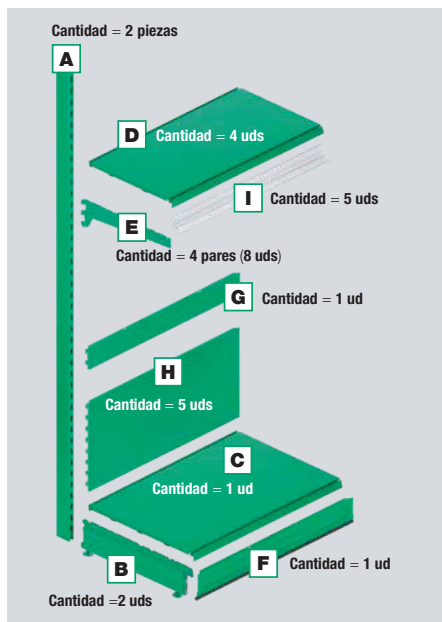 Cantidad = 2 piezas
A
D
Cantidad = 4 uds
I
Cantidad = 5 uds
E
Cantidad = 4 pares (8 uds)
G
Cantidad = 1 ud
H
Cantidad = 5 uds
C
Cantidad = 1 ud
F
Cantidad = 1 ud
B
Cantidad =2 uds